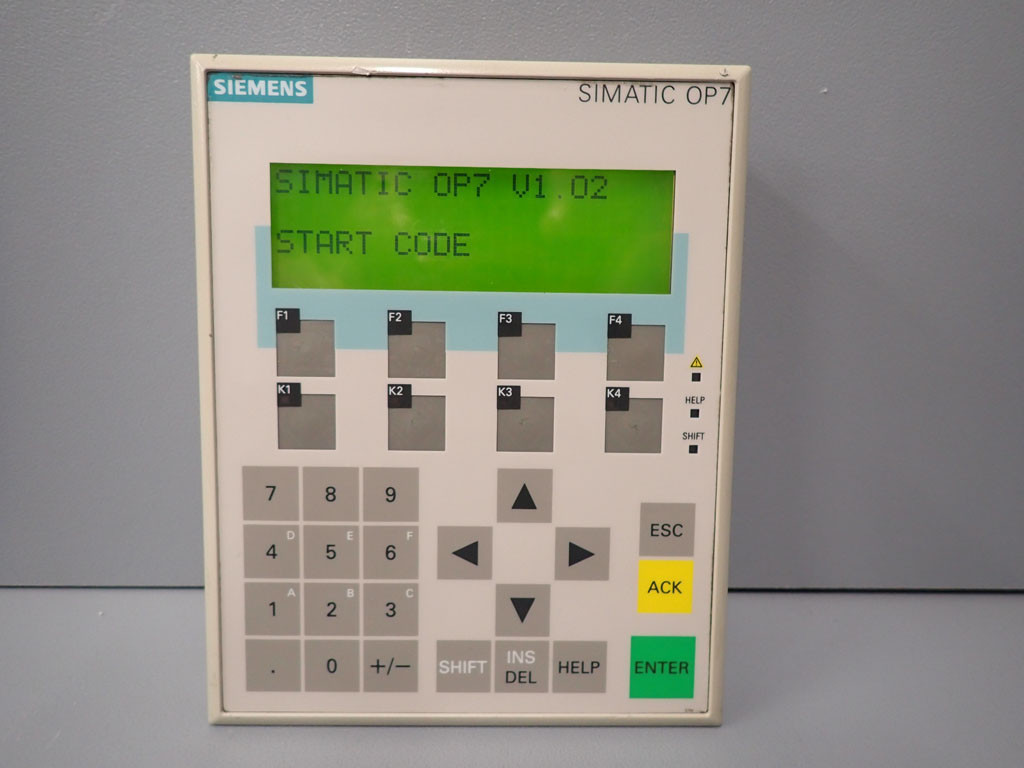 SIEMENS
SIMATIC OP7
SIMATIC OP7 V1.02
START CODE
F1 F2 F3 F4
K1 K2 K3 K4
HELP
SHIFT
7 8 9
4 D 5 E 6 F
1 A 2 B 3 C
. 0 +/−
ESC
ACK
SHIFT INS DEL HELP
ENTER